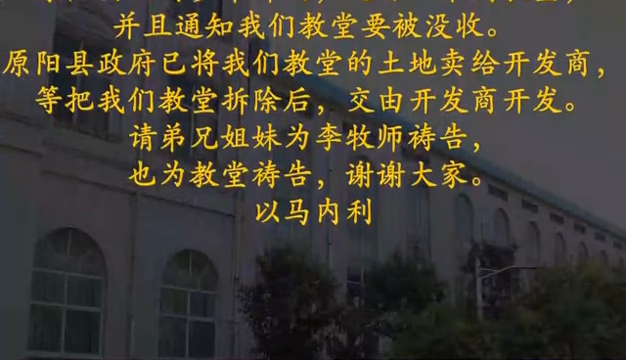 并且通知我们教堂要被没收。
原阳县政府已将我们教堂的土地卖给开发商，
等把我们教堂拆除后，交由开发商开发。
请弟兄姐妹为李牧师祷告，
也为教堂祷告，谢谢大家。
以马内利